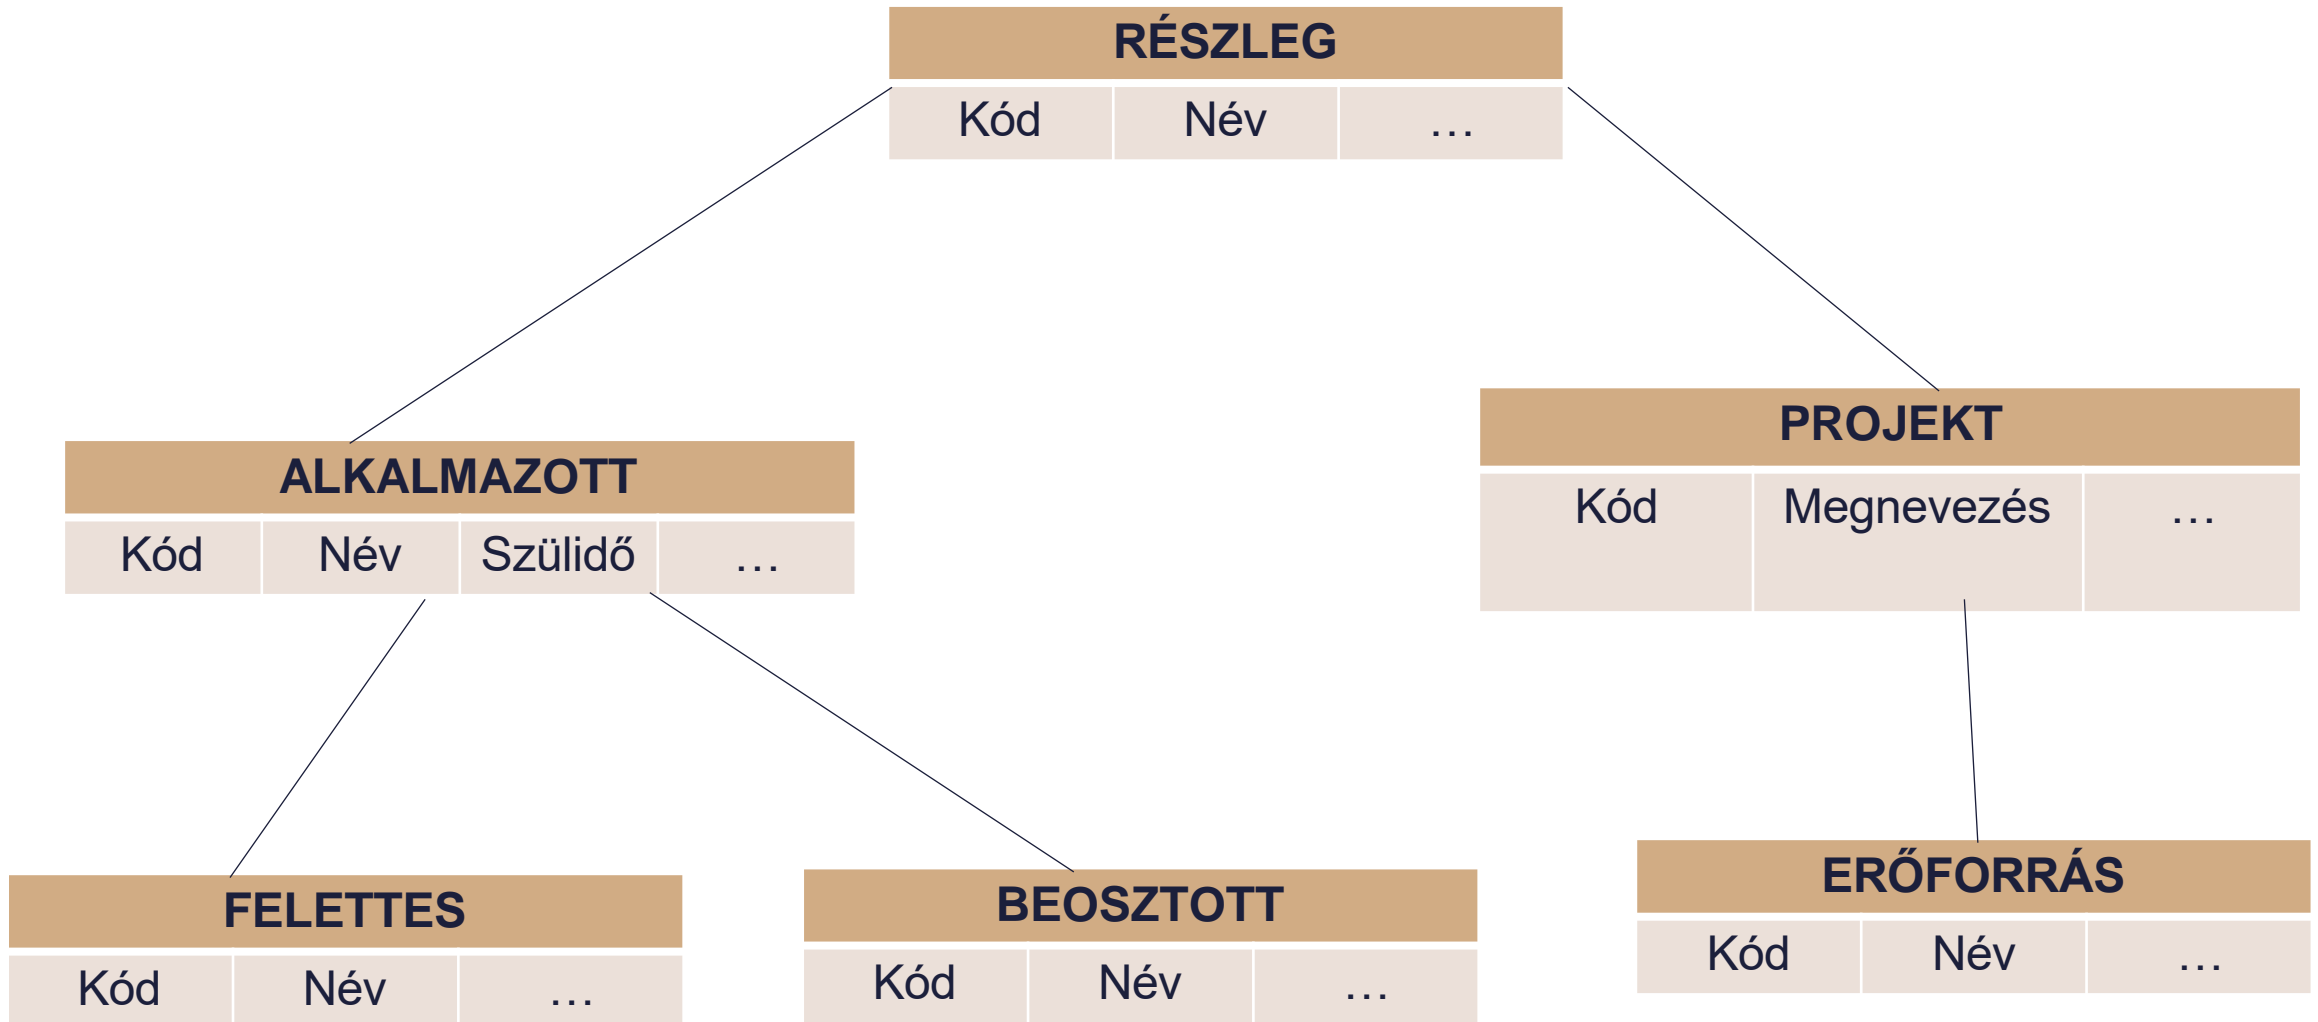 RÉSZLEG
Kód Név …
PROJEKT
Kód Megnevezés …
ALKALMAZOTT
Kód Név Szülidő …
ERŐFORRÁS
Kód Név …
BEOSZTOTT
Kód Név …
FELETTES
Kód Név …